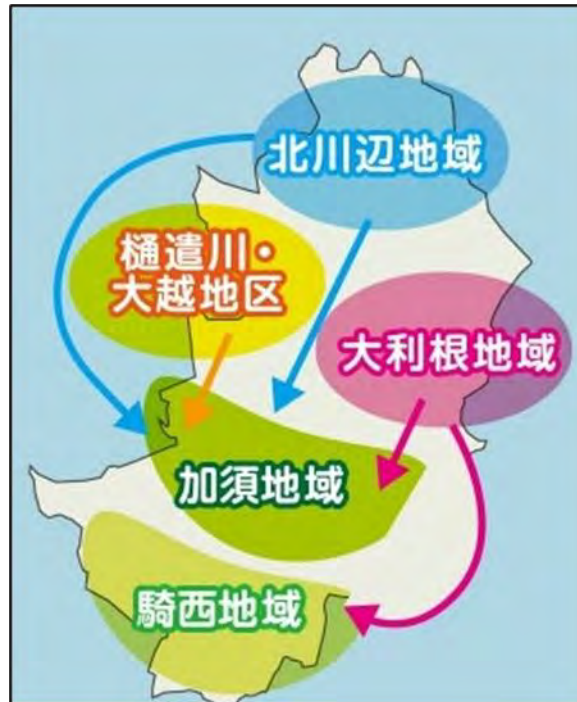 北川辺地域
樋遣川・
大越地区
大利根地域
加須地域
騎西地域